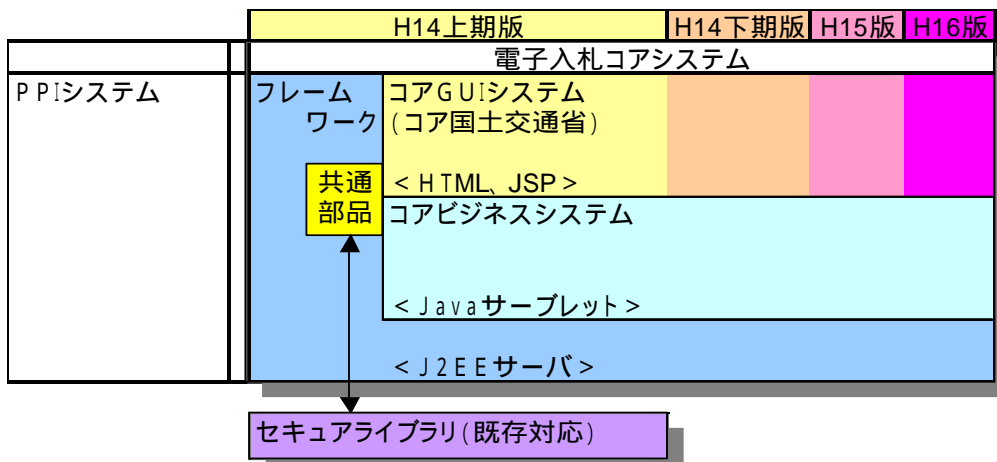 H14上期版 H14下期版 H15版 H16版
電子入札コアシステム
PPIシステム
フレーム
ワーク
コアGUIシステム
(コア国土交通省)
共通
部品
<HTML、JSP>
コアビジネスシステム
<Javaサーブレット>
<J2EEサーバ>
セキュアライブラリ(既存対応)